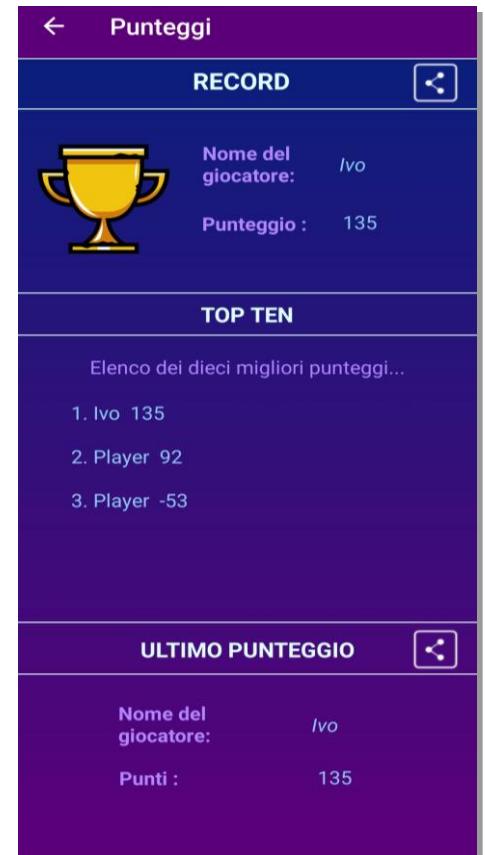 Punteggi
RECORD
Nome del
giocatore:
Ivo
Punteggio :
135
TOP TEN
Elenco dei dieci migliori punteggi...
1. Ivo 135
2. Player 92
3. Player -53
ULTIMO PUNTEGGIO
Nome del
giocatore:
Ivo
Punti :
135